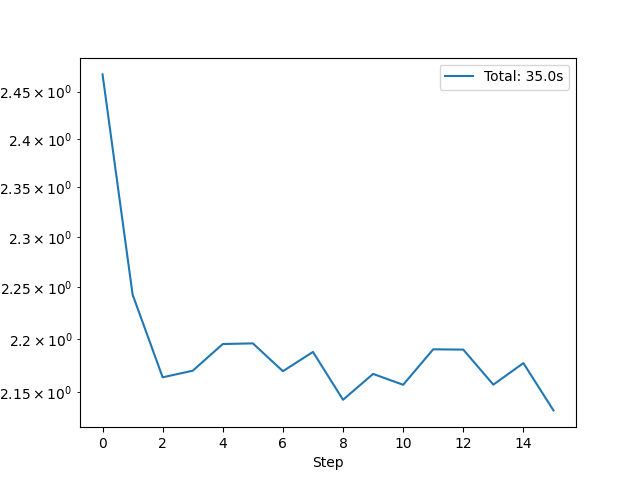 Total: 35.0s
2.45 × 10⁰
2.4 × 10⁰
2.35 × 10⁰
2.3 × 10⁰
2.25 × 10⁰
2.2 × 10⁰
2.15 × 10⁰
0 2 4 6 8 10 12 14
Step